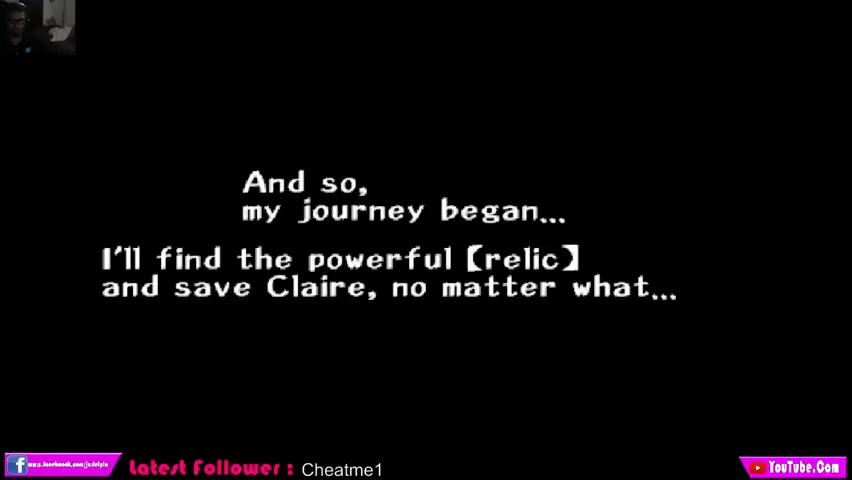 And so,
my journey began...
I'll find the powerful【relic】
and save Claire, no matter what...
Latest Follower : Cheatme1
YouTube.Com